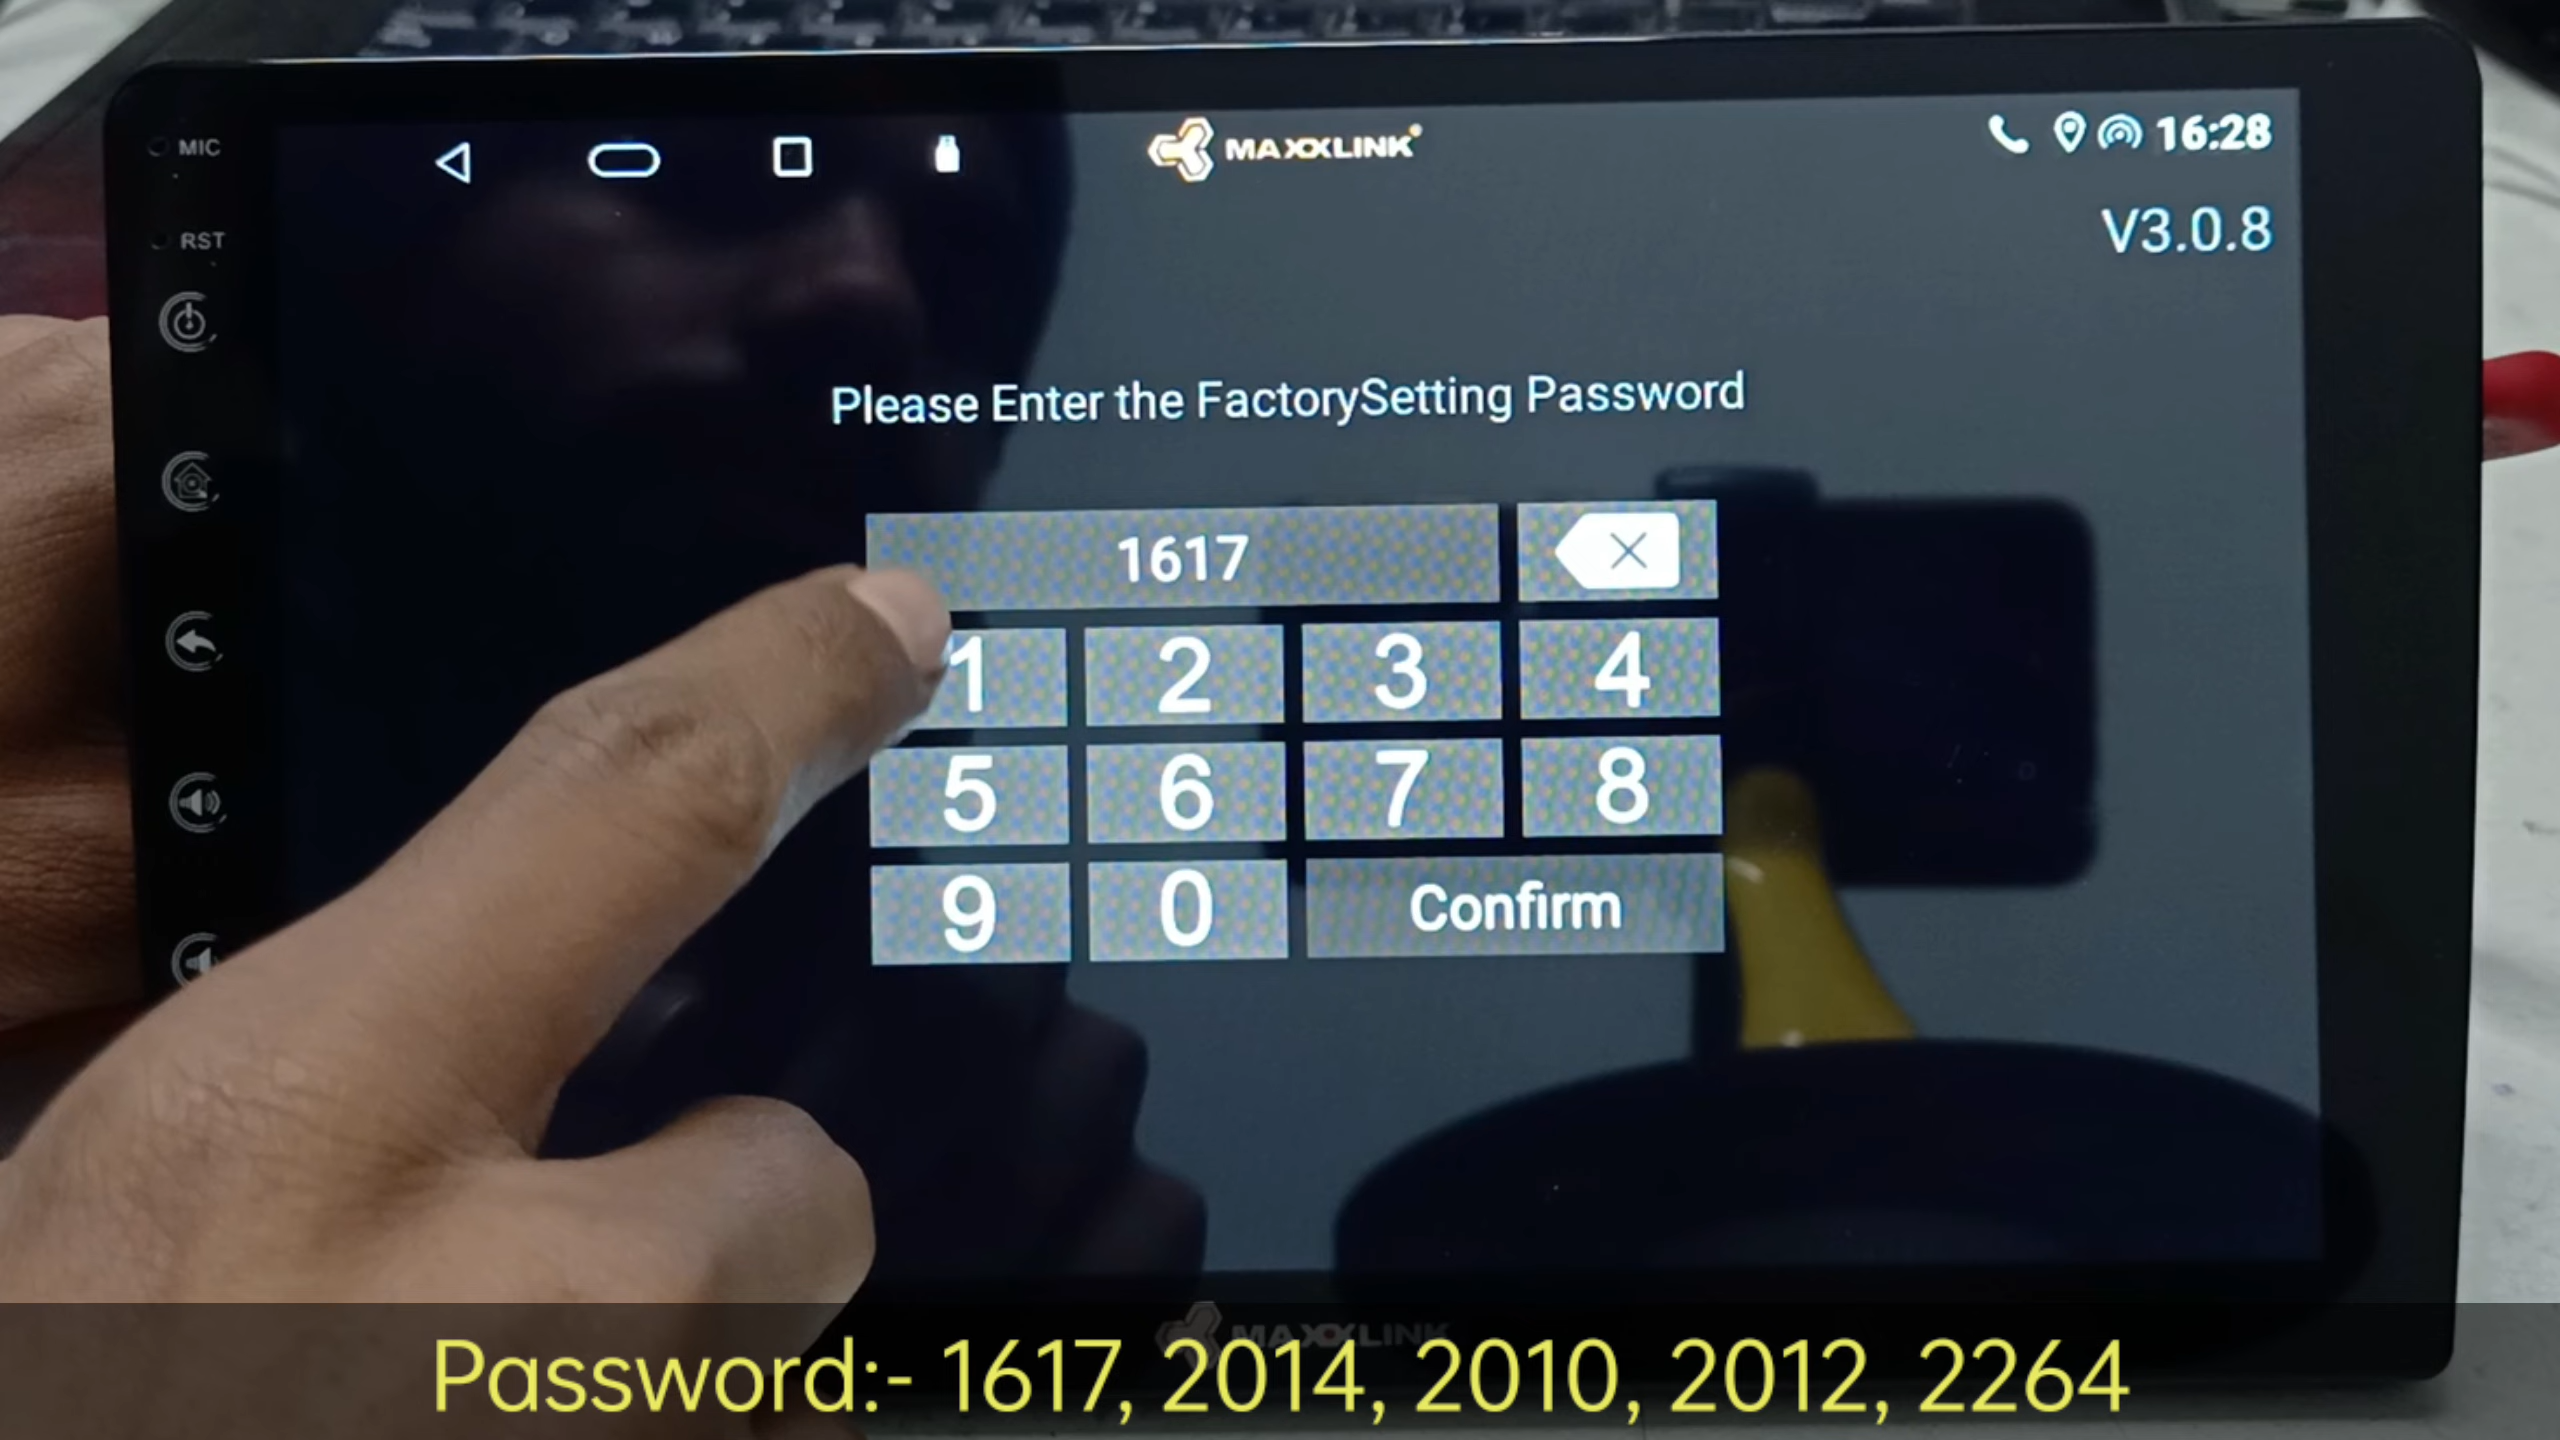 MIC
MAXXLINK
16:28
RST
V3.0.8
Please Enter the FactorySetting Password
1617
1 2 3 4
5 6 7 8
9 0 Confirm
MAXXLINK
Password:- 1617, 2014, 2010, 2012, 2264